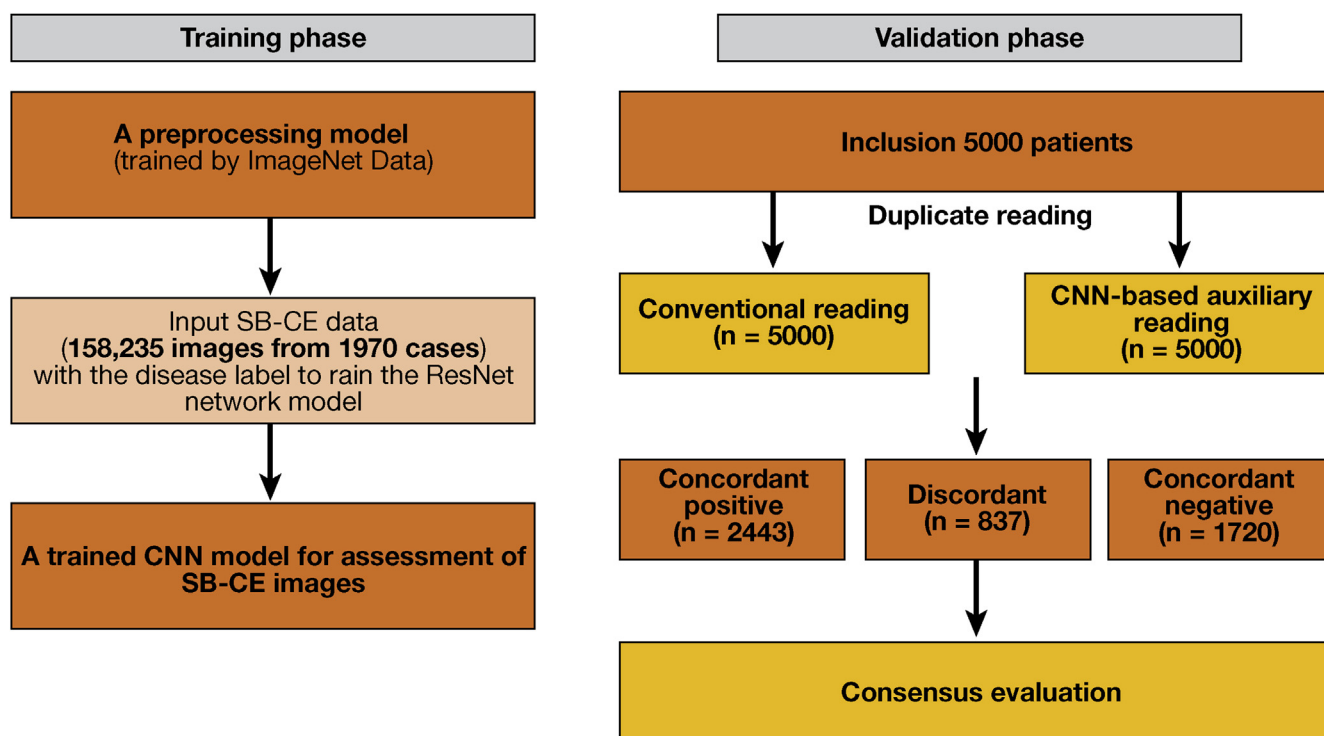 Training phase
A preprocessing model
(trained by ImageNet Data)
Input SB-CE data
(158,235 images from 1970 cases)
with the disease label to rain the ResNet
network model
A trained CNN model for assessment of
SB-CE images
Validation phase
Inclusion 5000 patients
Duplicate reading
Conventional reading
(n = 5000)
CNN-based auxiliary
reading
(n = 5000)
Concordant
positive
(n = 2443)
Discordant
(n = 837)
Concordant
negative
(n = 1720)
Consensus evaluation